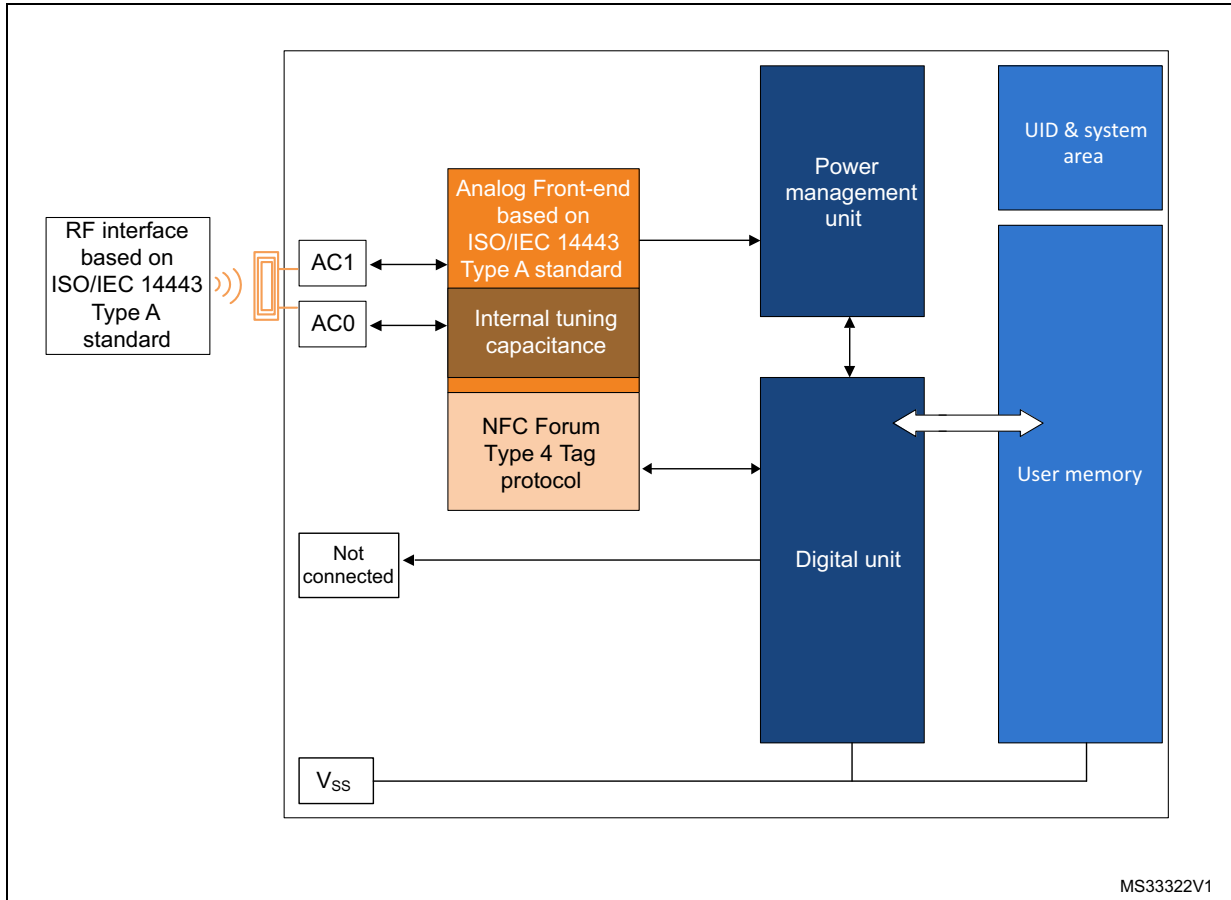 RF interface
based on
ISO/IEC 14443
Type A
standard
AC1
AC0
Analog Front-end
based on
ISO/IEC 14443
Type A standard
Internal tuning
capacitance
NFC Forum
Type 4 Tag
protocol
Not
connected
VSS
Power
management
unit
Digital unit
UID & system
area
User memory
MS33322V1